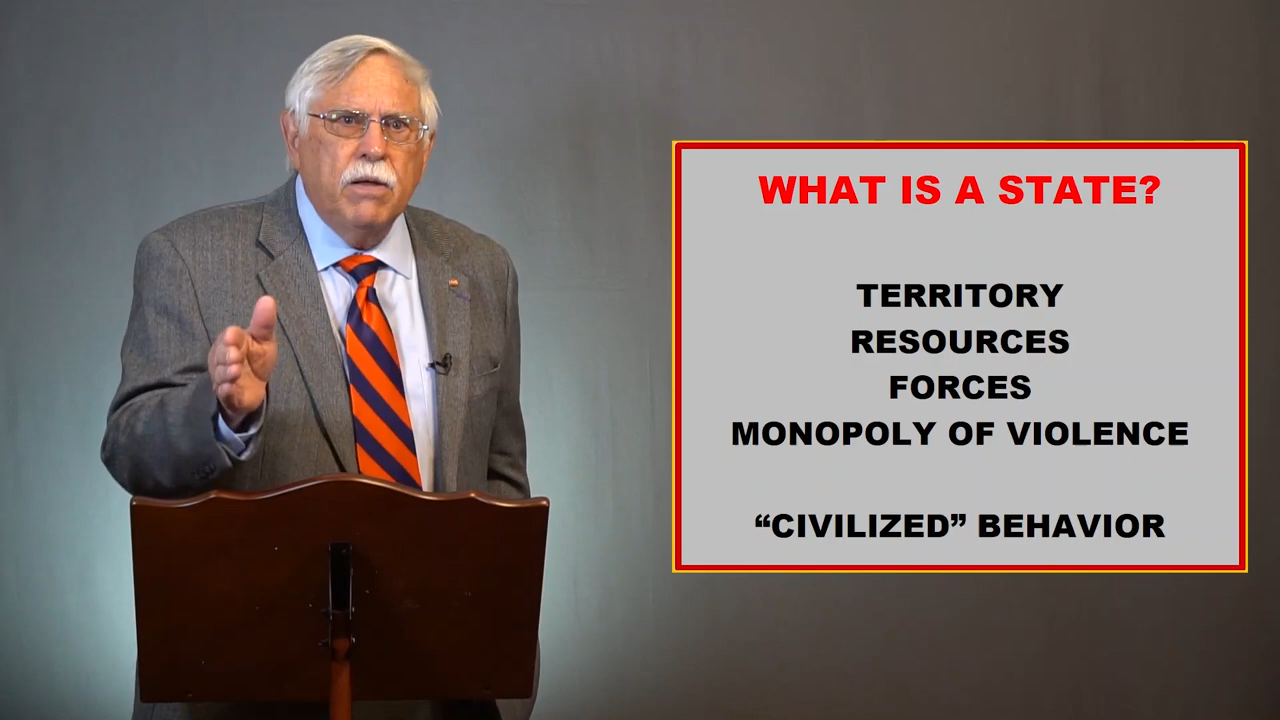 WHAT IS A STATE?
TERRITORY
RESOURCES
FORCES
MONOPOLY OF VIOLENCE
“CIVILIZED” BEHAVIOR